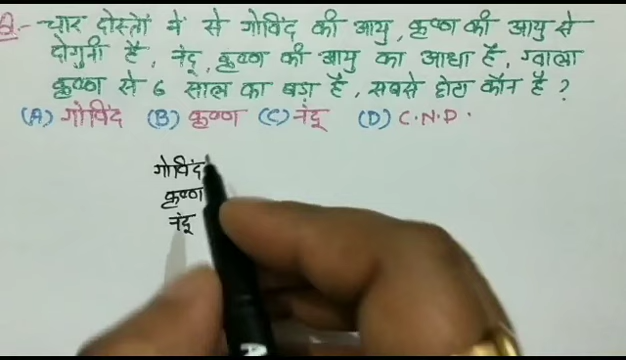 Q.- चार दोस्तों में से गोविंद की आयु, कृष्ण की आयु से
दोगुनी है, नंदू, कृष्ण की आयु का आधा है, ग्वाला
कृष्ण से 6 साल का बड़ा है, सबसे छोटा कौन है ?
(A) गोविंद (B) कृष्ण (C) नंदू (D) C.N.D.
गोविंद
कृष्ण
नंदू